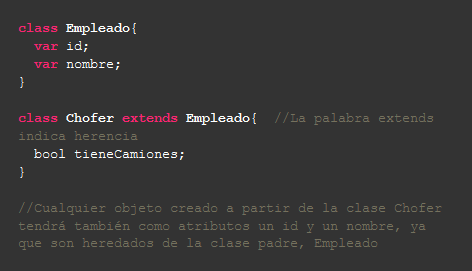 class Empleado{
  var id;
  var nombre;
}

class Chofer extends Empleado{  //La palabra extends
indica herencia
  bool tieneCamiones;
}

//Cualquier objeto creado a partir de la clase Chofer
tendrá también como atributos un id y un nombre, ya
que son heredados de la clase padre, Empleado